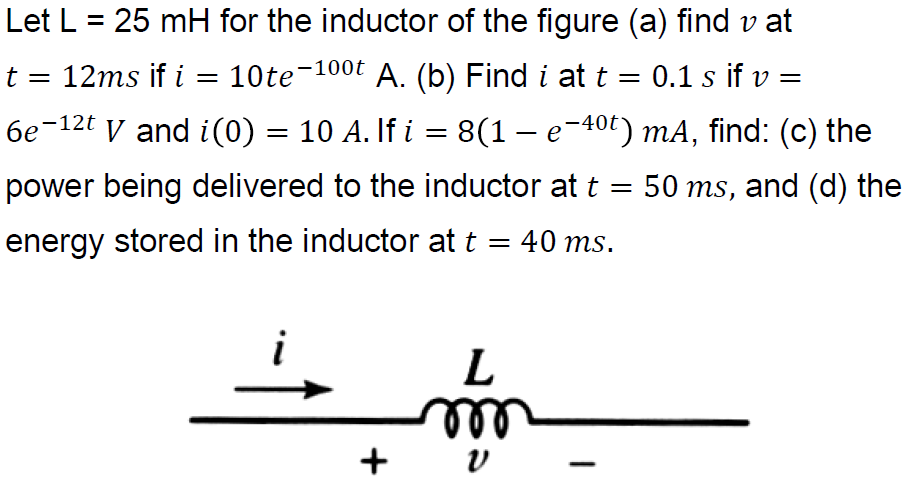 Let L = 25 mH for the inductor of the figure (a) find v at
t = 12ms if i = 10te⁻¹⁰⁰ᵗ A. (b) Find i at t = 0.1 s if v =
6e⁻¹²ᵗ V and i(0) = 10 A. If i = 8(1 – e⁻⁴⁰ᵗ) mA, find: (c) the
power being delivered to the inductor at t = 50 ms, and (d) the
energy stored in the inductor at t = 40 ms.
i
L
+ v –